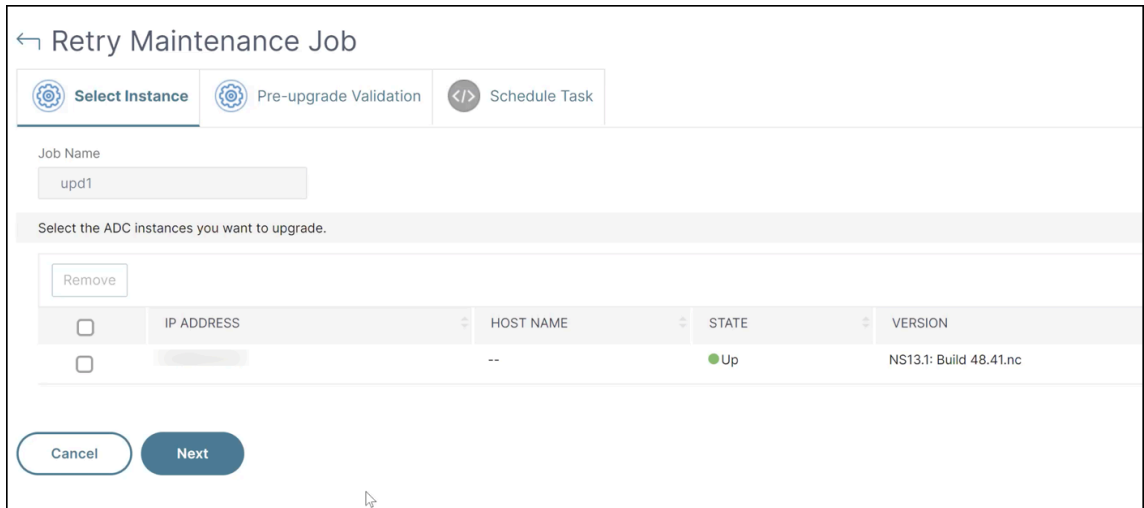 Retry Maintenance Job
Select Instance
Pre-upgrade Validation
</> Schedule Task
Job Name
upd1
Select the ADC instances you want to upgrade.
Remove
IP ADDRESS HOST NAME STATE VERSION
-- Up NS13.1: Build 48.41.nc
Cancel Next